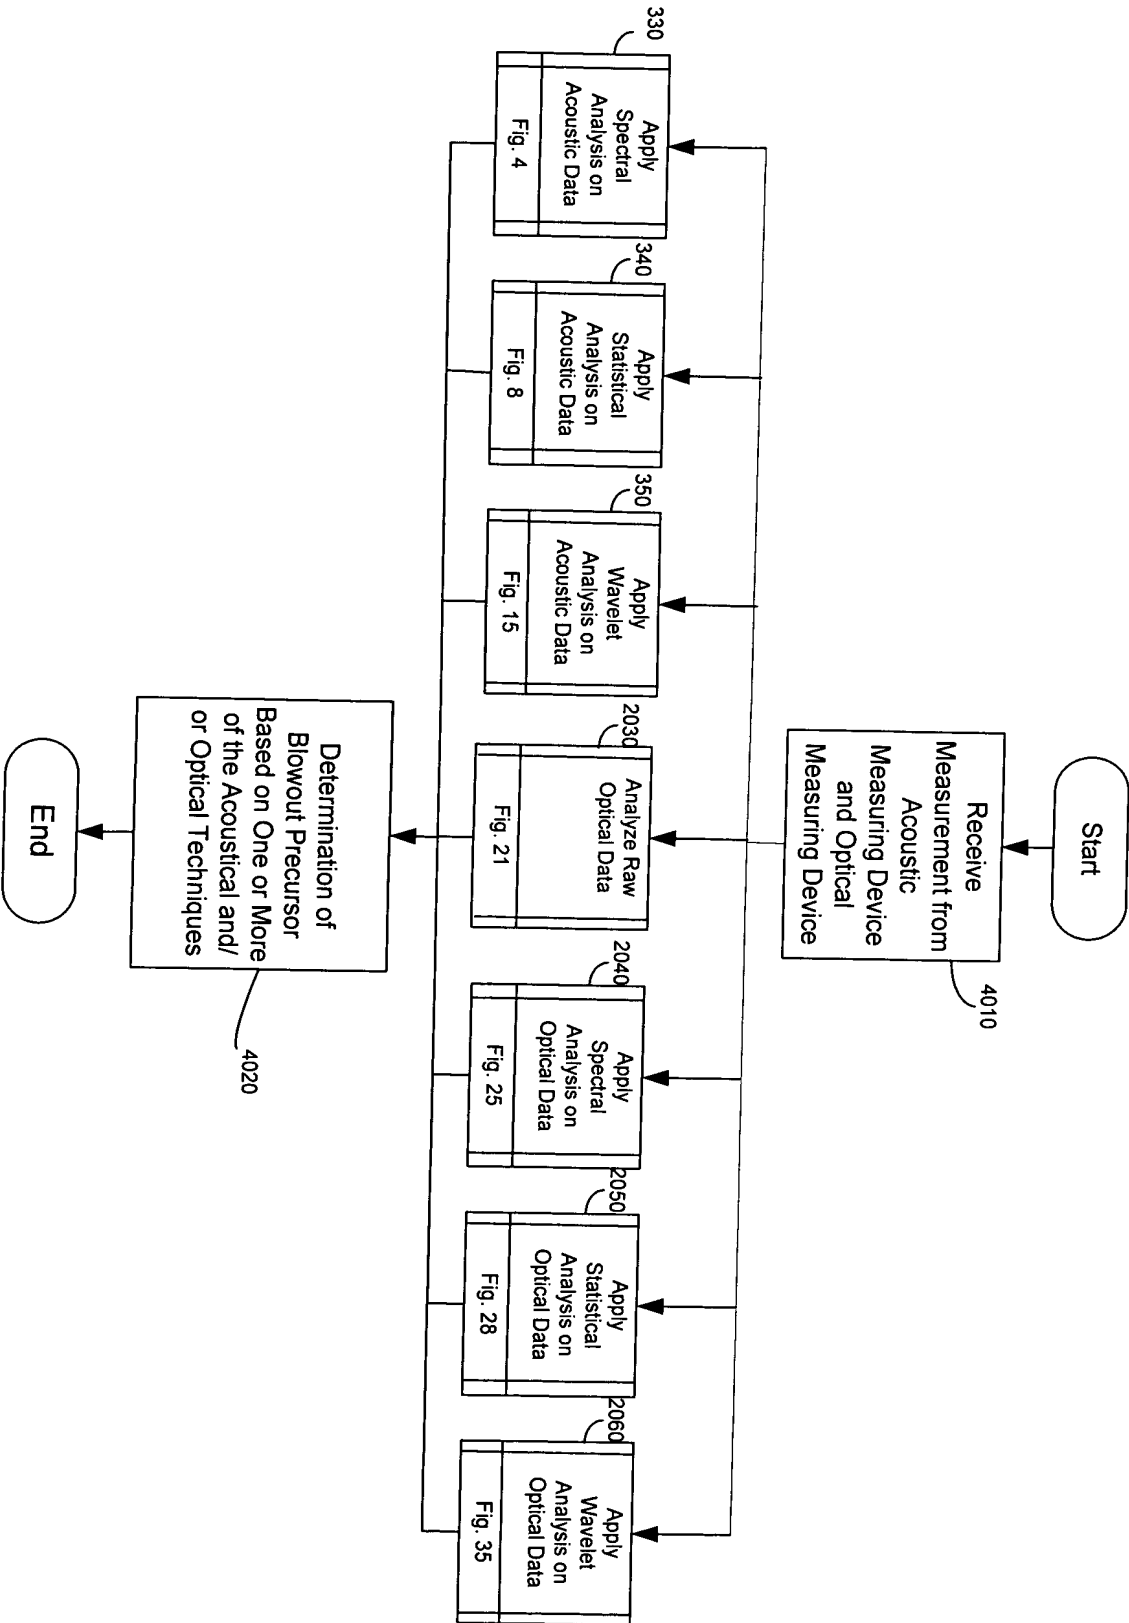 Start
4010
Receive
Measurement from
Acoustic
Measuring Device
and Optical
Measuring Device
330
Apply
Spectral
Analysis on
Acoustic Data
Fig. 4
340
Apply
Statistical
Analysis on
Acoustic Data
Fig. 8
350
Apply
Wavelet
Analysis on
Acoustic Data
Fig. 15
2030
Analyze Raw
Optical Data
Fig. 21
2040
Apply
Spectral
Analysis on
Optical Data
Fig. 25
2050
Apply
Statistical
Analysis on
Optical Data
Fig. 28
2060
Apply
Wavelet
Analysis on
Optical Data
Fig. 35
Determination of
Blowout Precursor
Based on One or More
of the Acoustical and/
or Optical Techniques
4020
End